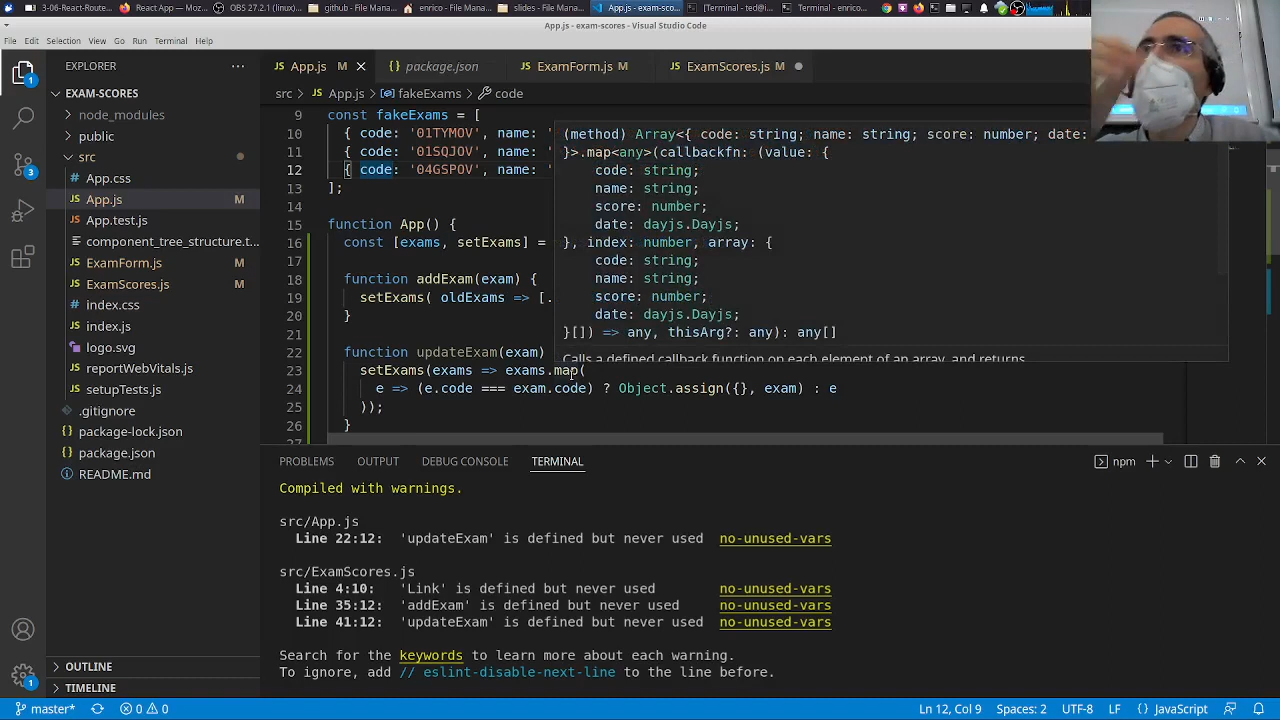 3-06-React-Route...
React App - Moz...
OBS 27.2.1 (linux)...
github - File Man...
enrico - File Man...
slides - File Mana...
App.js - exam-sco...
[Terminal - ted@i...
Terminal - enrico...
App.js - exam-scores - Visual Studio Code
File Edit Selection View Go Run Terminal Help
EXPLORER
EXAM-SCORES
node_modules
public
src
App.css
App.js M
App.test.js
component_tree_structure.t...
ExamForm.js M
ExamScores.js M
index.css
index.js
logo.svg
reportWebVitals.js
setupTests.js
.gitignore
package-lock.json
package.json
README.md
OUTLINE
TIMELINE
App.js M
package.json
ExamForm.js M
ExamScores.js M
src > App.js > fakeExams > code
9 const fakeExams = [
10 { code: '01TYMOV', name: '
11 { code: '01SQJOV', name: '
12 { code: '04GSPOV', name: '
13 ];
14
15 function App() {
16 const [exams, setExams] =
17
18 function addExam(exam) {
19 setExams( oldExams => [.
20 }
21
22 function updateExam(exam)
23 setExams(exams => exams.map(
24 e => (e.code === exam.code) ? Object.assign({}, exam) : e
25 ));
26 }
27
(method) Array<{ code: string; name: string; score: number; date:
}>.map<any>(callbackfn: (value: {
code: string;
name: string;
score: number;
date: dayjs.Dayjs;
}, index: number, array: {
code: string;
name: string;
score: number;
date: dayjs.Dayjs;
}[]) => any, thisArg?: any): any[]
Calls a defined callback function on each element of an array, and returns
PROBLEMS OUTPUT DEBUG CONSOLE TERMINAL
npm
Compiled with warnings.
src/App.js
Line 22:12: 'updateExam' is defined but never used no-unused-vars
src/ExamScores.js
Line 4:10: 'Link' is defined but never used no-unused-vars
Line 35:12: 'addExam' is defined but never used no-unused-vars
Line 41:12: 'updateExam' is defined but never used no-unused-vars
Search for the keywords to learn more about each warning.
To ignore, add // eslint-disable-next-line to the line before.
1
3
1
master*
0 0
Ln 12, Col 9 Spaces: 2 UTF-8 LF {} JavaScript